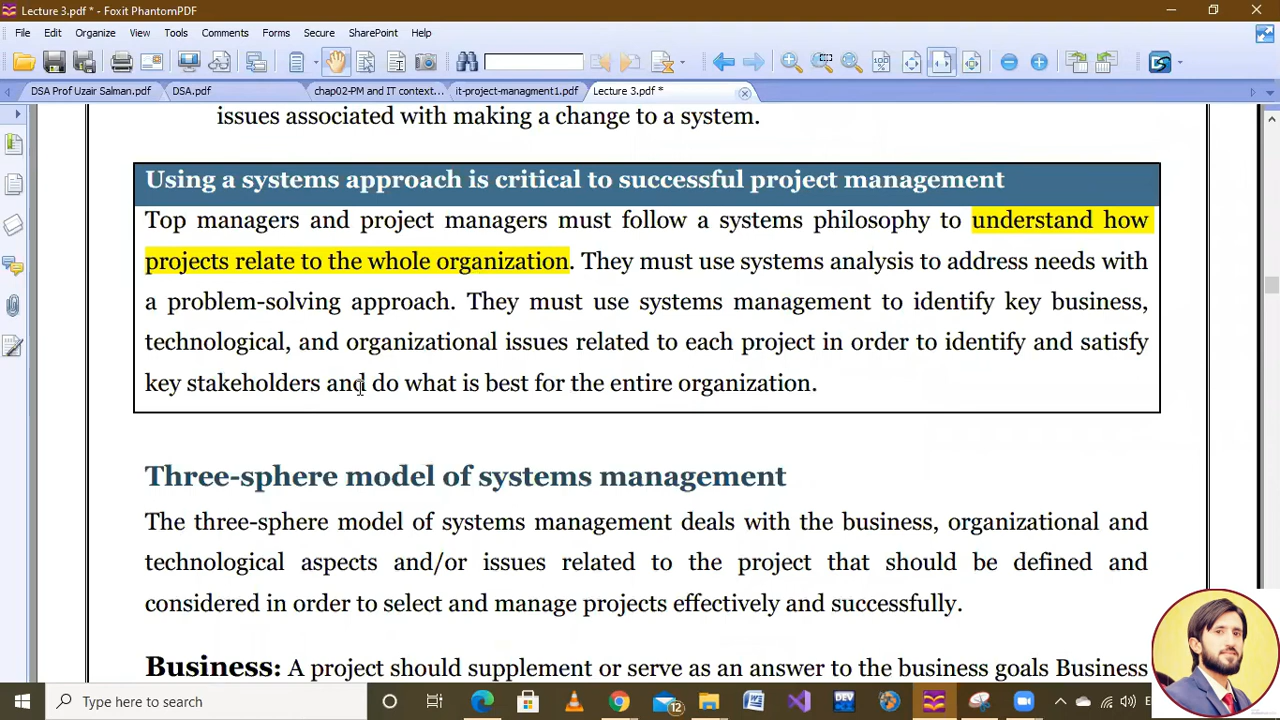 Lecture 3.pdf * - Foxit PhantomPDF
File Edit Organize View Tools Comments Forms Secure SharePoint Help
DSA Prof Uzair Salman.pdf DSA.pdf chap02-PM and IT context... it-project-managment1.pdf Lecture 3.pdf *
issues associated with making a change to a system.
Using a systems approach is critical to successful project management
Top managers and project managers must follow a systems philosophy to understand how
projects relate to the whole organization. They must use systems analysis to address needs with
a problem-solving approach. They must use systems management to identify key business,
technological, and organizational issues related to each project in order to identify and satisfy
key stakeholders and do what is best for the entire organization.
Three-sphere model of systems management
The three-sphere model of systems management deals with the business, organizational and
technological aspects and/or issues related to the project that should be defined and
considered in order to select and manage projects effectively and successfully.
Business: A project should supplement or serve as an answer to the business goals Business
Type here to search
12
DEV
ENG